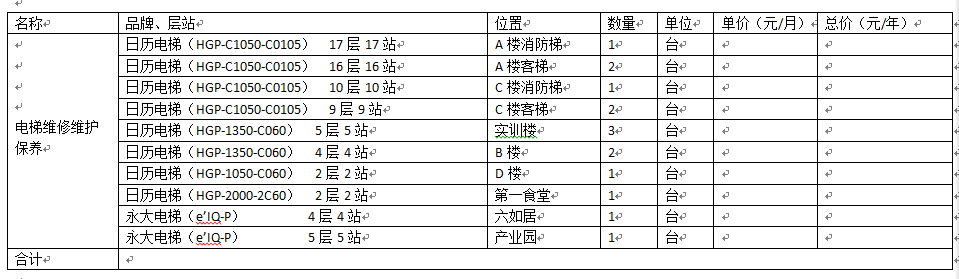 名称 品牌、层站 位置 数量 单位 单价（元/月） 总价（元/年）
日历电梯（HGP-C1050-C0105） 17 层 17 站 A 楼消防梯 1 台
日历电梯（HGP-C1050-C0105） 16 层 16 站 A 楼客梯 2 台
日历电梯（HGP-C1050-C0105） 10 层 10 站 C 楼消防梯 1 台
日历电梯（HGP-C1050-C0105） 9 层 9 站 C 楼客梯 2 台
电梯维修维护
保养
日历电梯（HGP-1350-C060） 5 层 5 站 实训楼 3 台
日历电梯（HGP-1350-C060） 4 层 4 站 B 楼 2 台
日历电梯（HGP-1050-C060） 2 层 2 站 D 楼 1 台
日历电梯（HGP-2000-2C60） 2 层 2 站 第一食堂 1 台
永大电梯（e’IQ-P） 4 层 4 站 六如居 1 台
永大电梯（e’IQ-P） 5 层 5 站 产业园 1 台
合计